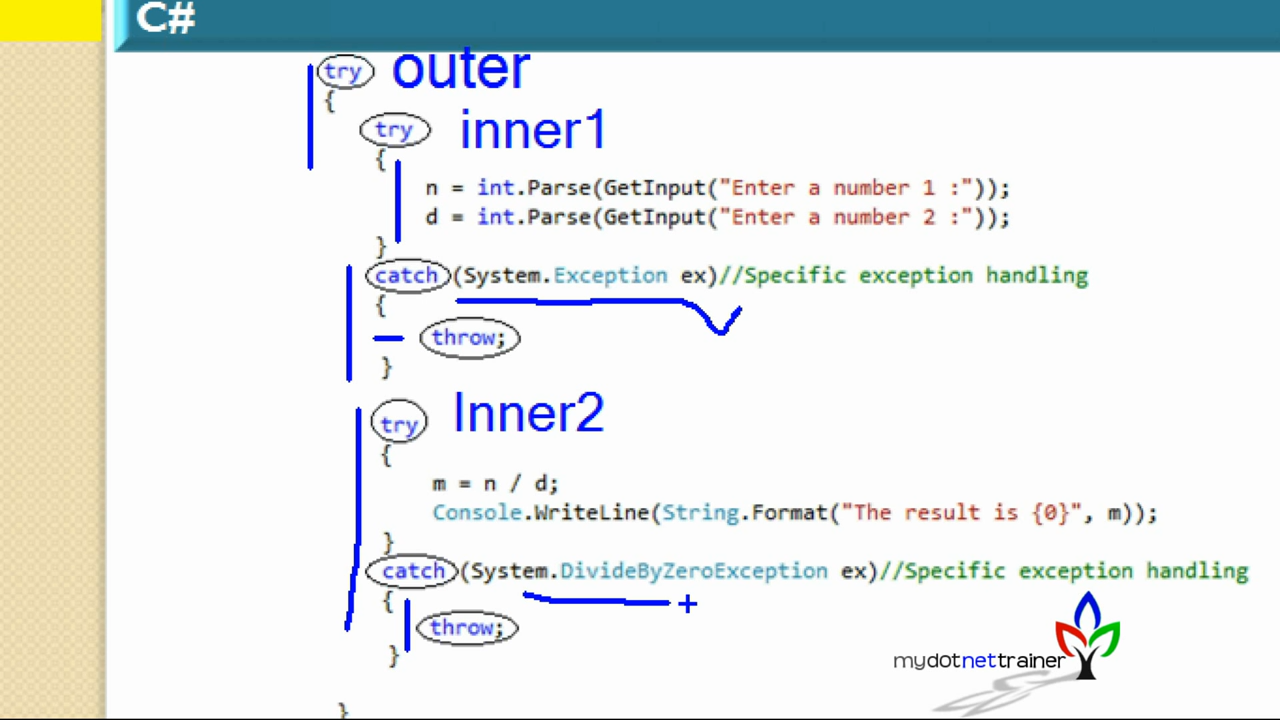 C#
try outer
{
try inner1
{
n = int.Parse(GetInput("Enter a number 1 :"));
d = int.Parse(GetInput("Enter a number 2 :"));
}
catch (System.Exception ex)//Specific exception handling
{
throw;
}
try Inner2
{
m = n / d;
Console.WriteLine(String.Format("The result is {0}", m));
}
catch (System.DivideByZeroException ex)//Specific exception handling
{
throw;
}
mydotnettrainer
}